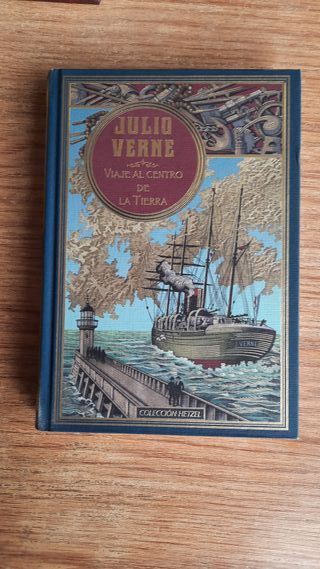 JULIO
VERNE
VIAJE AL CENTRO
DE
LA TIERRA
J. VERNE
COLECCIÓN HETZEL